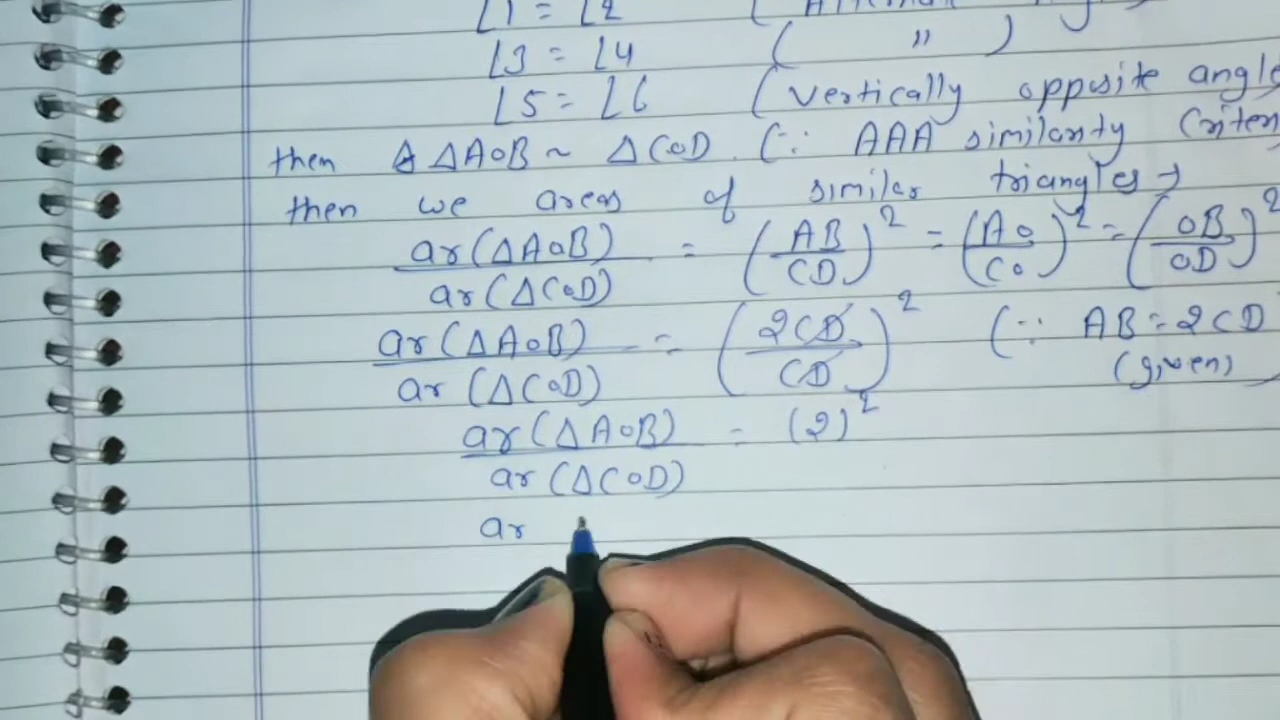 ∠1 = ∠2 (
∠3 = ∠4 ( " )
∠5 = ∠6 (Vertically opposite angle
then ΔAOB ~ ΔCOD. (∵ AAA similarity Criteri
then we areas of similar triangles →
ar(ΔAOB)/ar(ΔCOD) = (AB/CD)² = (AO/CO)² = (OB/OD)²
ar(ΔAOB)/ar(ΔCOD) = (2CD/CD)² (∵ AB = 2CD
(given)
ar(ΔAOB)/ar(ΔCOD) = (2)²
ar